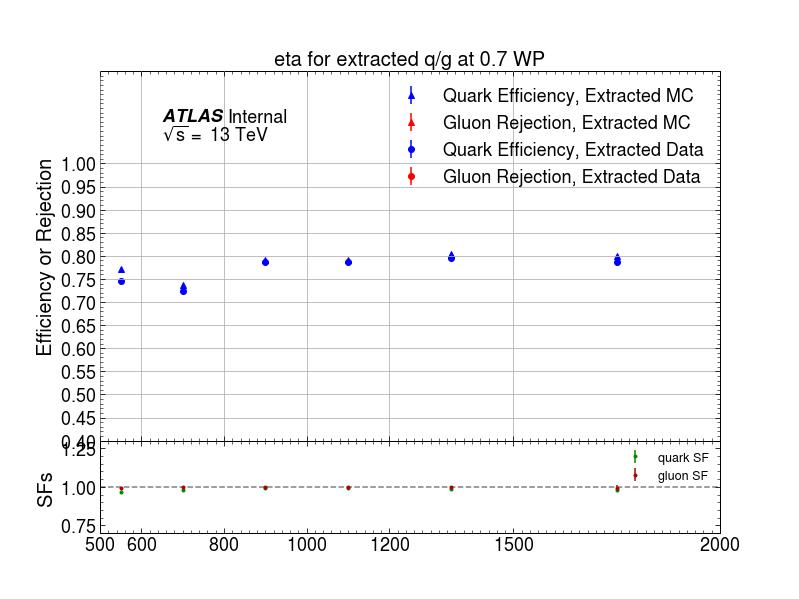 eta for extracted q/g at 0.7 WP
ATLAS Internal
√s = 13 TeV
Quark Efficiency, Extracted MC
Gluon Rejection, Extracted MC
Quark Efficiency, Extracted Data
Gluon Rejection, Extracted Data
Efficiency or Rejection
1.00
0.95
0.90
0.85
0.80
0.75
0.70
0.65
0.60
0.55
0.50
0.45
0.40
1.25
1.00
0.75
SFs
quark SF
gluon SF
500 600 800 1000 1200 1500 2000